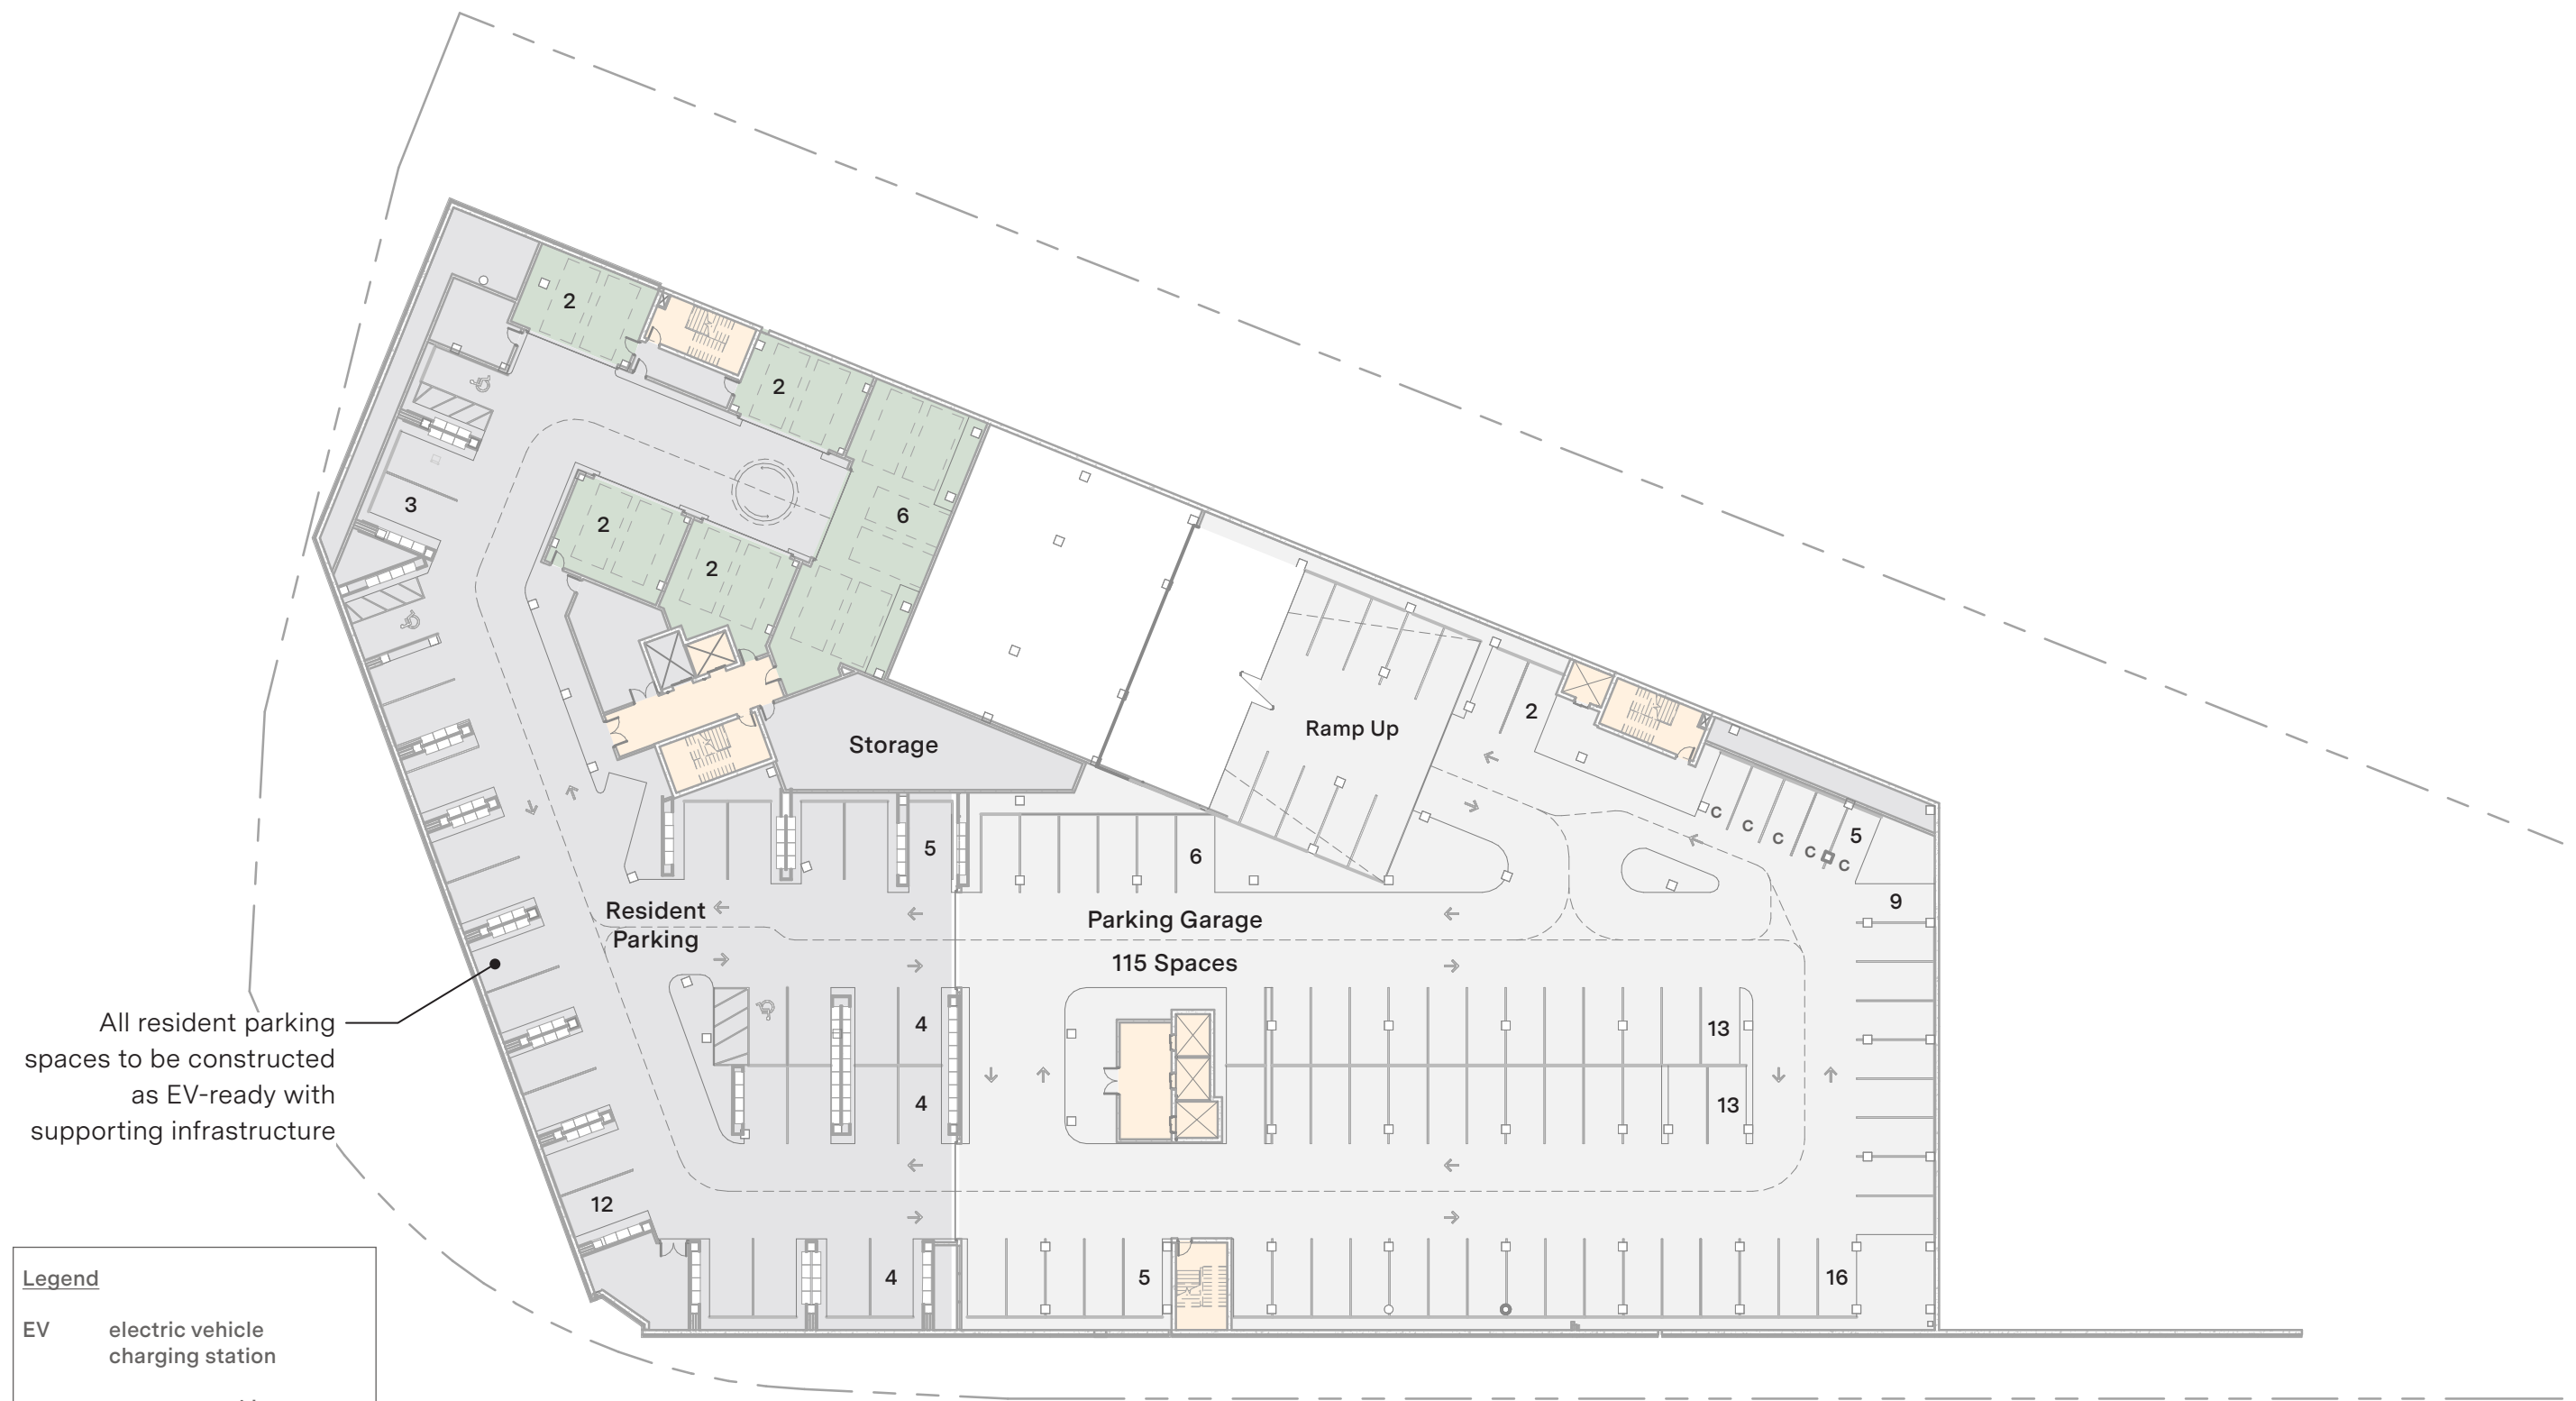 2
2
2
6
2
3
2
Ramp Up
Storage
5
6
C
C
C
C
C
5
9
Resident
Parking
Parking Garage
115 Spaces
All resident parking
spaces to be constructed
as EV-ready with
supporting infrastructure
4
13
4
13
12
4
5
16
Legend
EV electric vehicle
charging station